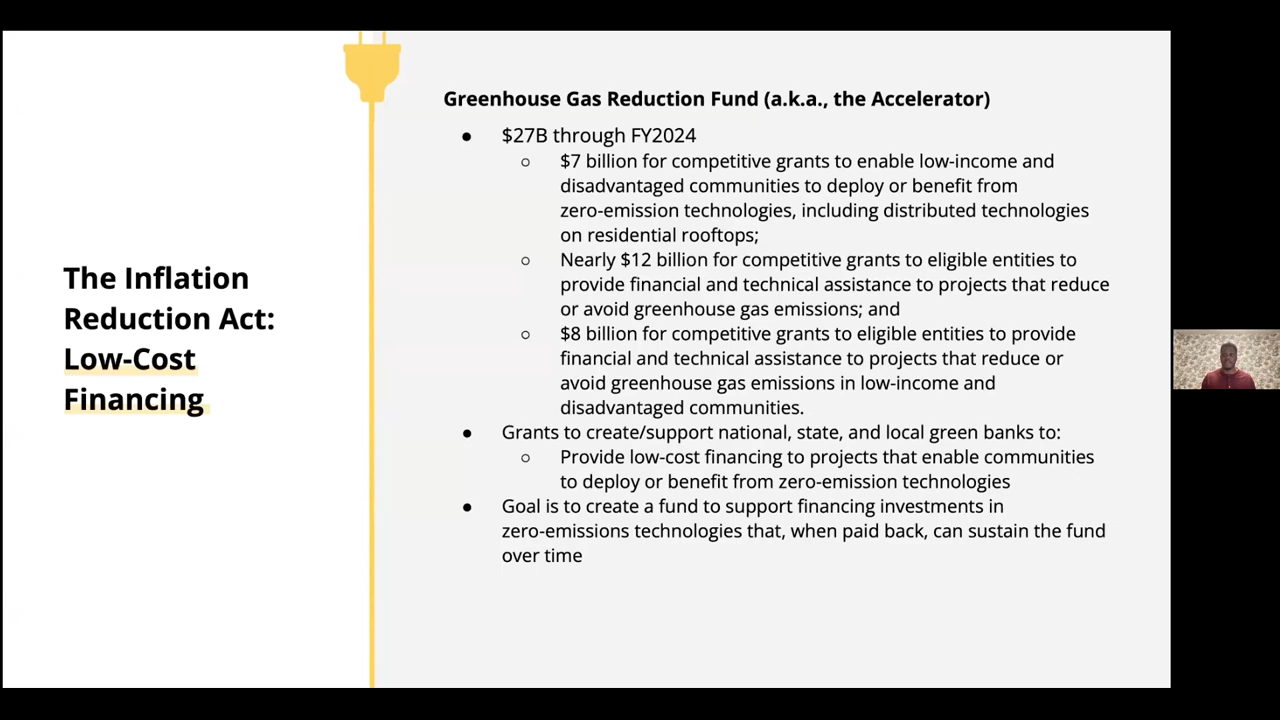 The Inflation
Reduction Act:
Low-Cost
Financing
Greenhouse Gas Reduction Fund (a.k.a., the Accelerator)
● $27B through FY2024
○ $7 billion for competitive grants to enable low-income and
disadvantaged communities to deploy or benefit from
zero-emission technologies, including distributed technologies
on residential rooftops;
○ Nearly $12 billion for competitive grants to eligible entities to
provide financial and technical assistance to projects that reduce
or avoid greenhouse gas emissions; and
○ $8 billion for competitive grants to eligible entities to provide
financial and technical assistance to projects that reduce or
avoid greenhouse gas emissions in low-income and
disadvantaged communities.
● Grants to create/support national, state, and local green banks to:
○ Provide low-cost financing to projects that enable communities
to deploy or benefit from zero-emission technologies
● Goal is to create a fund to support financing investments in
zero-emissions technologies that, when paid back, can sustain the fund
over time